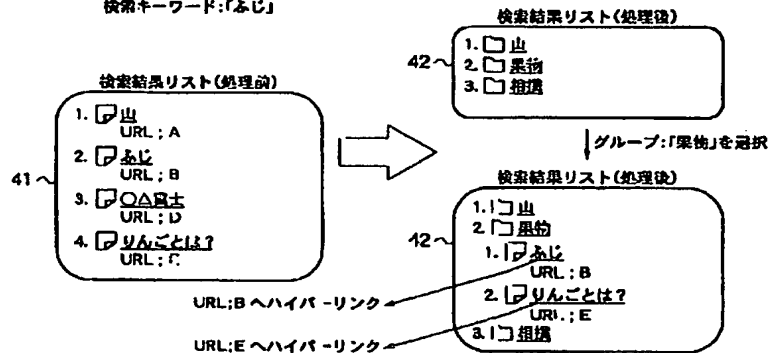 検索キーワード:「ふじ」
検索結果リスト(処理前)
41
1. 山
URL ; A
2. ふじ
URL ; B
3. 〇△富士
URL ; D
4. りんごとは?
URL ;
検索結果リスト(処理後)
42
1. 山
2. 果物
3. 相撲
グループ:「果物」を選択
検索結果リスト(処理後)
42
1. 山
2. 果物
1. ふじ
URL ; B
2. りんごとは?
URL ; E
3. 相撲
URL;B へハイパーリンク
URL;E へハイパーリンク